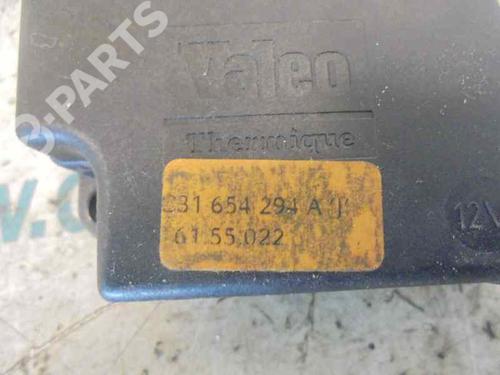 Valeo
Thermique
831 654 294 A T
61.55.022
12V
B-PARTS